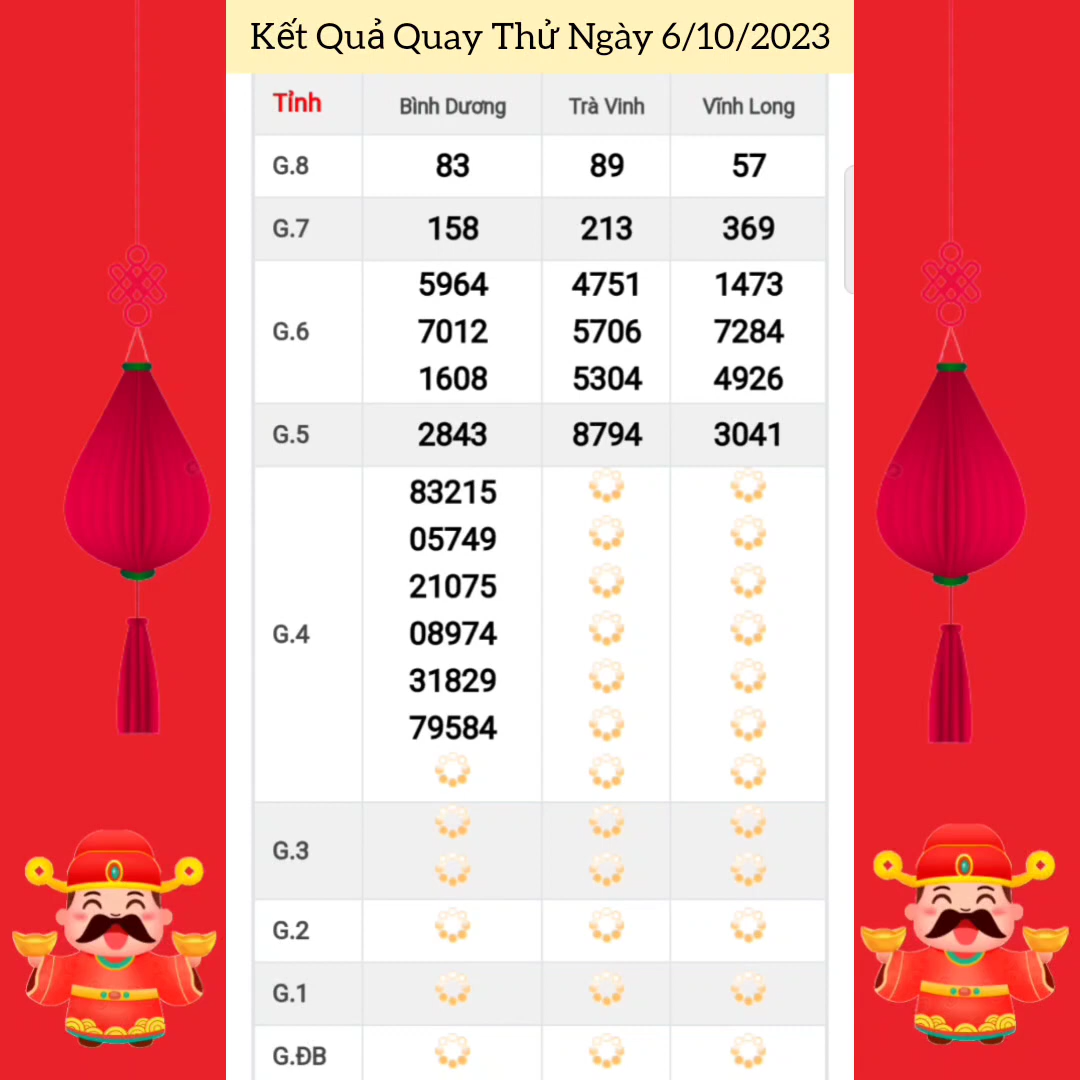 Kết Quả Quay Thử Ngày 6/10/2023
Tỉnh Bình Dương Trà Vinh Vĩnh Long
G.8 83 89 57
G.7 158 213 369
5964 4751 1473
G.6 7012 5706 7284
1608 5304 4926
G.5 2843 8794 3041
83215
05749
21075
G.4 08974
31829
79584
G.3
G.2
G.1
G.ĐB